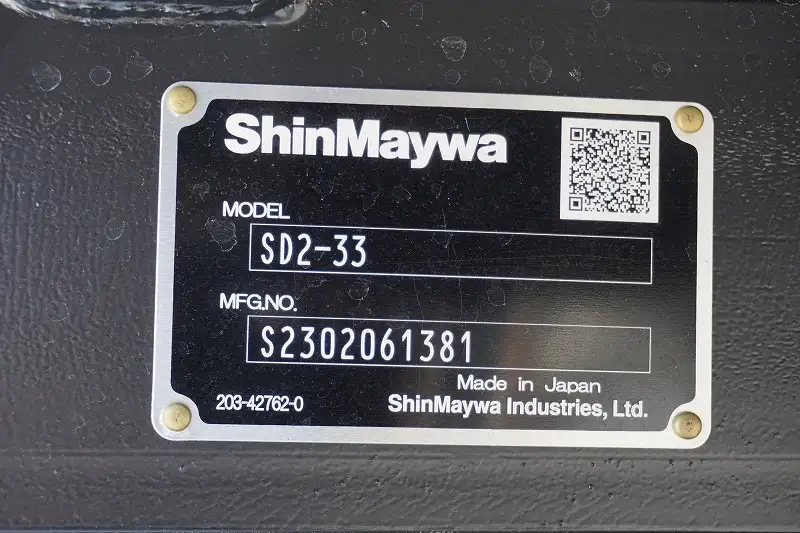 ShinMaywa
MODEL
SD2-33
MFG.NO.
S2302061381
Made in Japan
203-42762-0
ShinMaywa Industries, Ltd.